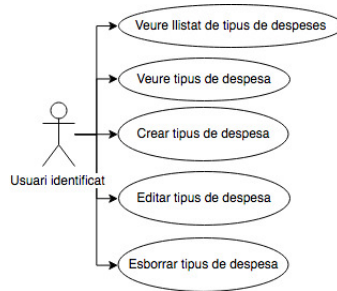 Veure llistat de tipus de despeses
Veure tipus de despesa
Crear tipus de despesa
Usuari identificat
Editar tipus de despesa
Esborrar tipus de despesa